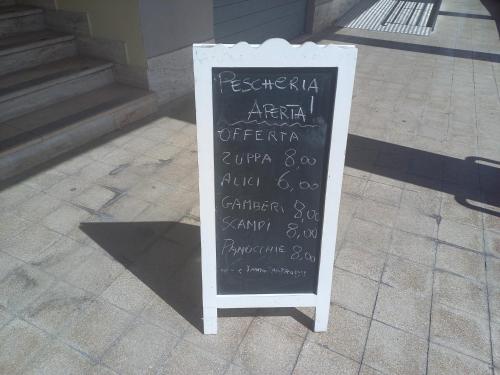 PESCHERIA
APERTA!
OFFERTA
ZUPPA 8,00
ALICI 6,00
GAMBERI 8,00
SCAMPI 8,00
PANOCCHIE 8,00